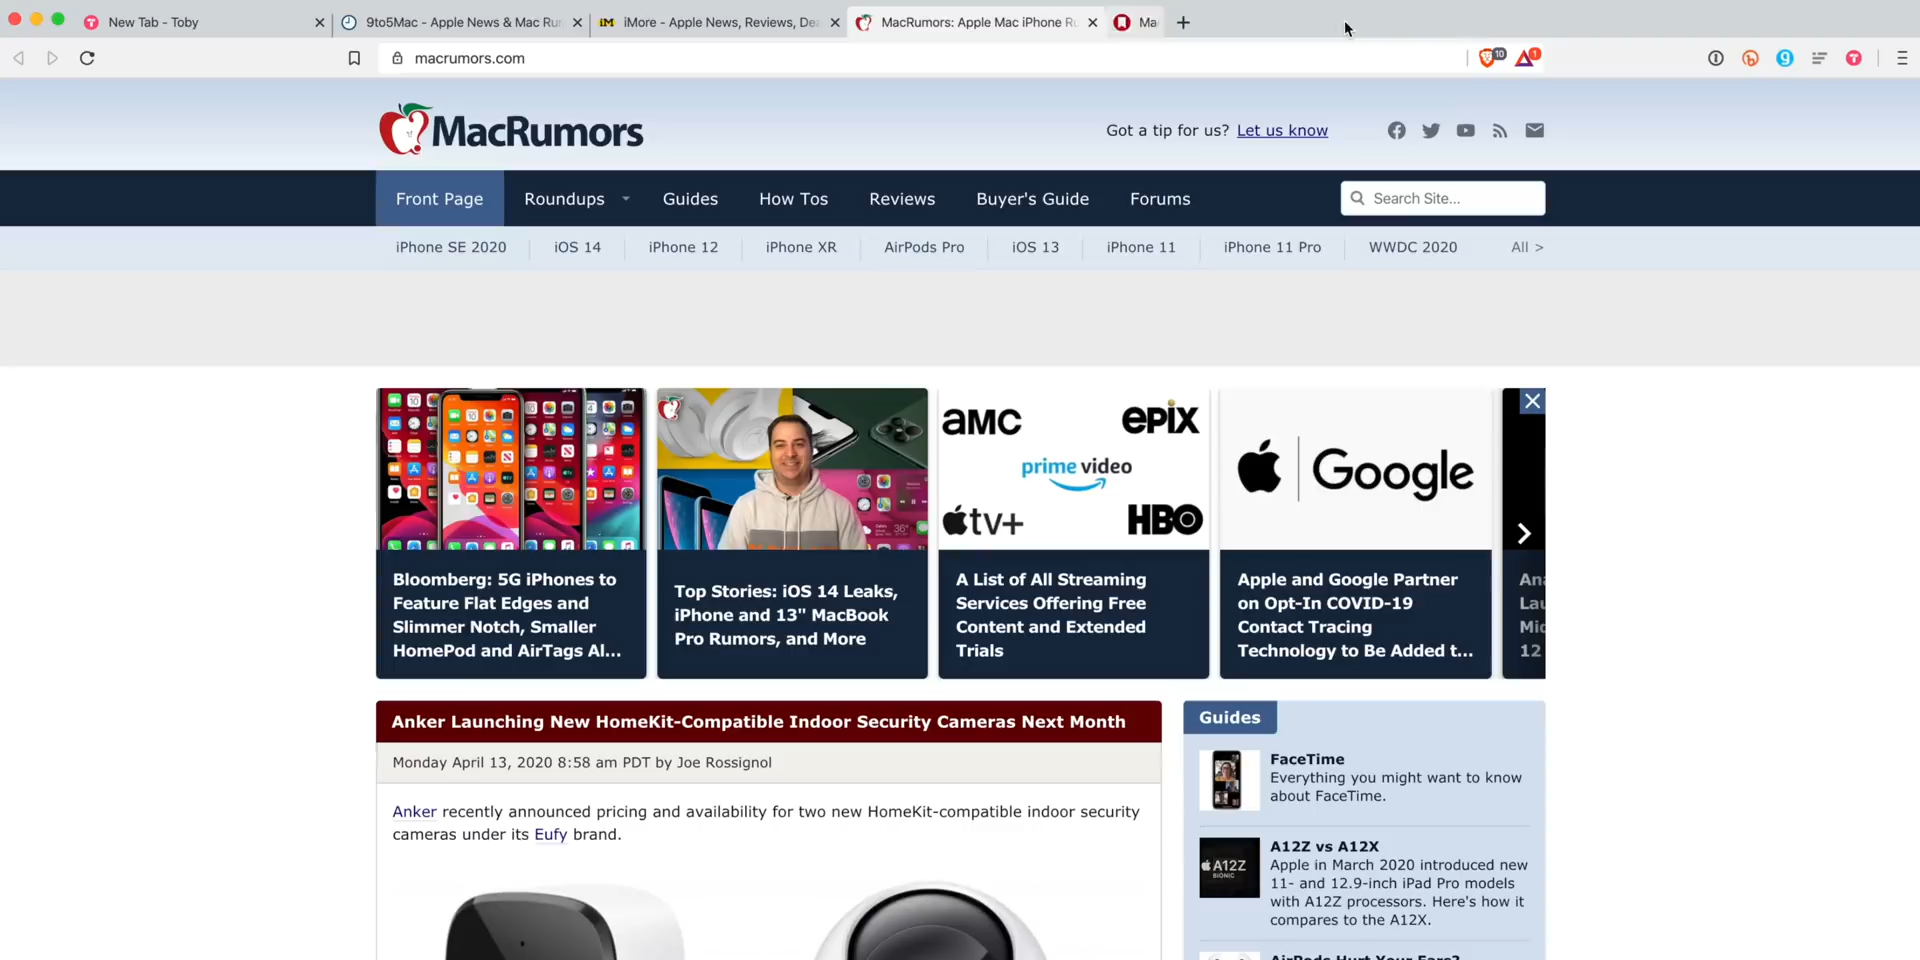 New Tab - Toby
9to5Mac - Apple News & Mac Ru
iMore - Apple News, Reviews, De
MacRumors: Apple Mac iPhone R
Ma
macrumors.com
10
1
MacRumors
Got a tip for us? Let us know
Front Page
Roundups
Guides
How Tos
Reviews
Buyer's Guide
Forums
Search Site...
iPhone SE 2020
iOS 14
iPhone 12
iPhone XR
AirPods Pro
iOS 13
iPhone 11
iPhone 11 Pro
WWDC 2020
All >
amc
epix
prime video
tv+
HBO
Google
Bloomberg: 5G iPhones to
Feature Flat Edges and
Slimmer Notch, Smaller
HomePod and AirTags Al...
Top Stories: iOS 14 Leaks,
iPhone and 13" MacBook
Pro Rumors, and More
A List of All Streaming
Services Offering Free
Content and Extended
Trials
Apple and Google Partner
on Opt-In COVID-19
Contact Tracing
Technology to Be Added t...
12
Anker Launching New HomeKit-Compatible Indoor Security Cameras Next Month
Monday April 13, 2020 8:58 am PDT by Joe Rossignol
Anker recently announced pricing and availability for two new HomeKit-compatible indoor security
cameras under its Eufy brand.
Guides
FaceTime
Everything you might want to know
about FaceTime.
A12Z
BIONIC
A12Z vs A12X
Apple in March 2020 introduced new
11- and 12.9-inch iPad Pro models
with A12Z processors. Here's how it
compares to the A12X.
AirPods Hurt Your Ears?